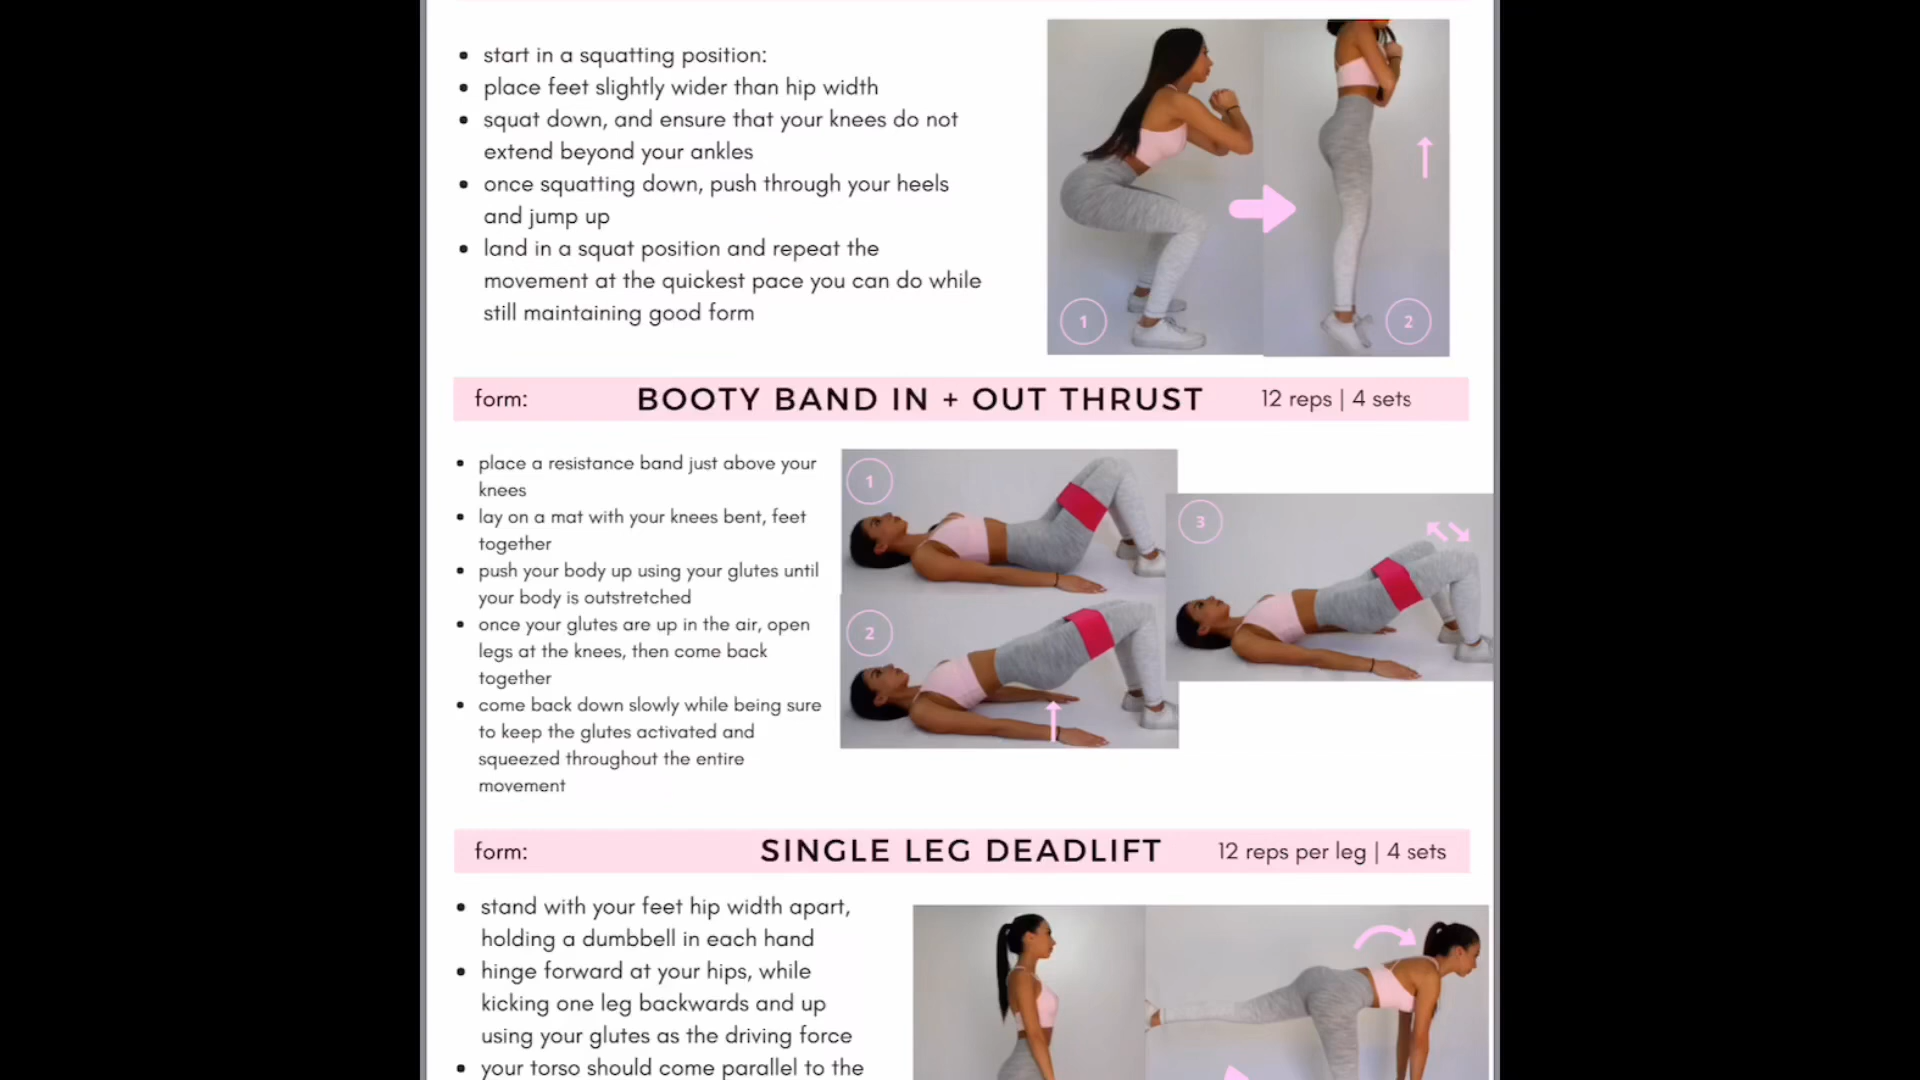 start in a squatting position:
place feet slightly wider than hip width
squat down, and ensure that your knees do not
extend beyond your ankles
once squatting down, push through your heels
and jump up
land in a squat position and repeat the
movement at the quickest pace you can do while
still maintaining good form
1
2
form:
BOOTY BAND IN + OUT THRUST
12 reps | 4 sets
place a resistance band just above your
knees
lay on a mat with your knees bent, feet
together
push your body up using your glutes until
your body is outstretched
once your glutes are up in the air, open
legs at the knees, then come back
together
come back down slowly while being sure
to keep the glutes activated and
squeezed throughout the entire
movement
1
2
3
form:
SINGLE LEG DEADLIFT
12 reps per leg | 4 sets
stand with your feet hip width apart,
holding a dumbbell in each hand
hinge forward at your hips, while
kicking one leg backwards and up
using your glutes as the driving force
your torso should come parallel to the